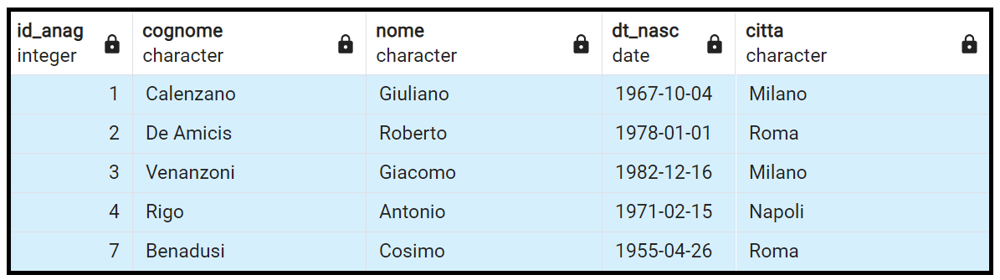 id_anag cognome nome dt_nasc citta
integer character character date character
1 Calenzano Giuliano 1967-10-04 Milano
2 De Amicis Roberto 1978-01-01 Roma
3 Venanzoni Giacomo 1982-12-16 Milano
4 Rigo Antonio 1971-02-15 Napoli
7 Benadusi Cosimo 1955-04-26 Roma